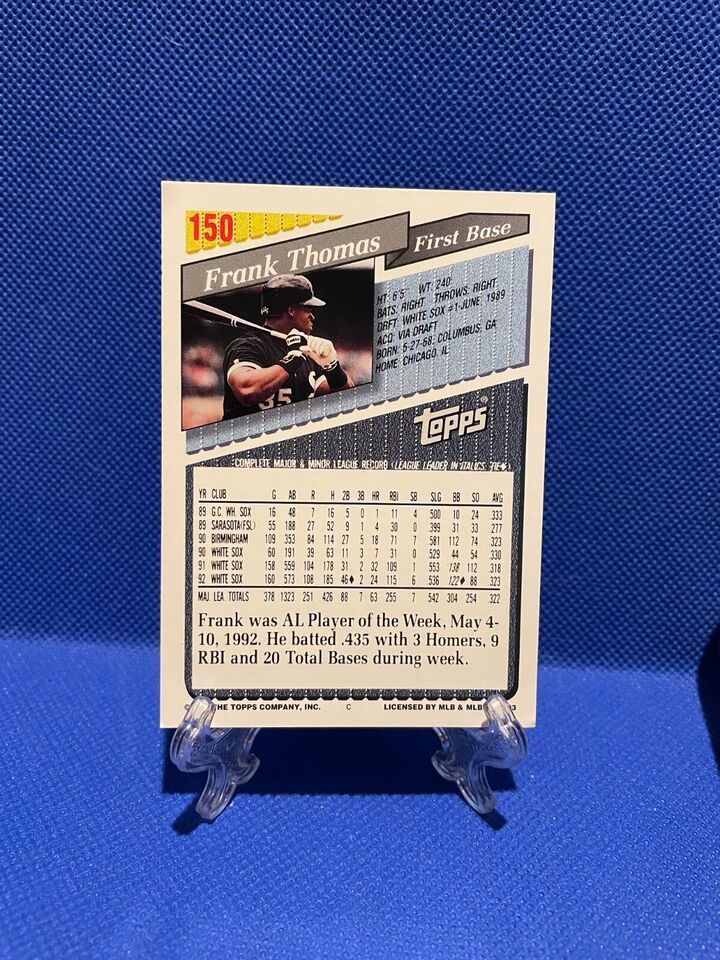 150
Frank Thomas
First Base
HT: 6'5" WT: 240
BATS: RIGHT THROWS: RIGHT
DRFT: WHITE SOX #1-JUNE, 1989
ACQ: VIA DRAFT
BORN: 5-27-68, COLUMBUS, GA
HOME: CHICAGO, IL
35
Topps®
COMPLETE MAJOR & MINOR LEAGUE RECORD (LEAGUE LEADER IN ITALICS, TIE♦)
YR CLUB G AB R H 2B 3B HR RBI SB SLG BB SO AVG
89 G.C. WH. SOX 16 48 7 16 5 0 1 11 4 .500 10 24 .333
89 SARASOTA(FSL) 55 188 27 52 9 1 4 30 0 .399 31 33 .277
90 BIRMINGHAM 109 353 84 114 27 5 18 71 7 .581 112 74 .323
90 WHITE SOX 60 191 39 63 11 3 7 31 0 .529 44 54 .330
91 WHITE SOX 158 559 104 178 31 2 32 109 1 .553 138 112 .318
92 WHITE SOX 160 573 108 185 46♦ 2 24 115 6 .536 122♦ 88 .323
MAJ. LEA. TOTALS 378 1323 251 426 88 7 63 255 7 .542 304 254 .322
Frank was AL Player of the Week, May 4-
10, 1992. He batted .435 with 3 Homers, 9
RBI and 20 Total Bases during week.
© THE TOPPS COMPANY, INC. C LICENSED BY MLB & MLB 93